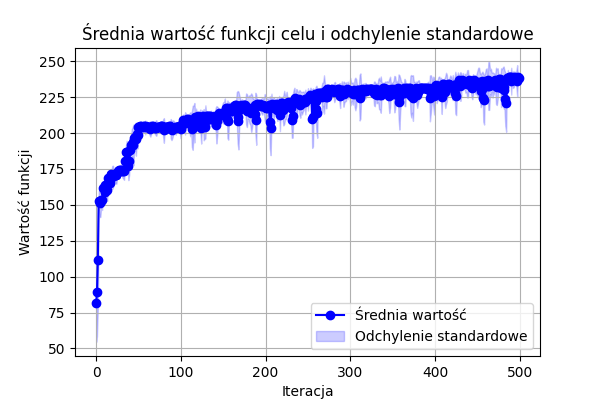 Średnia wartość funkcji celu i odchylenie standardowe
Wartość funkcji
250
225
200
175
150
125
100
75
50
0 100 200 300 400 500
Iteracja
Średnia wartość
Odchylenie standardowe